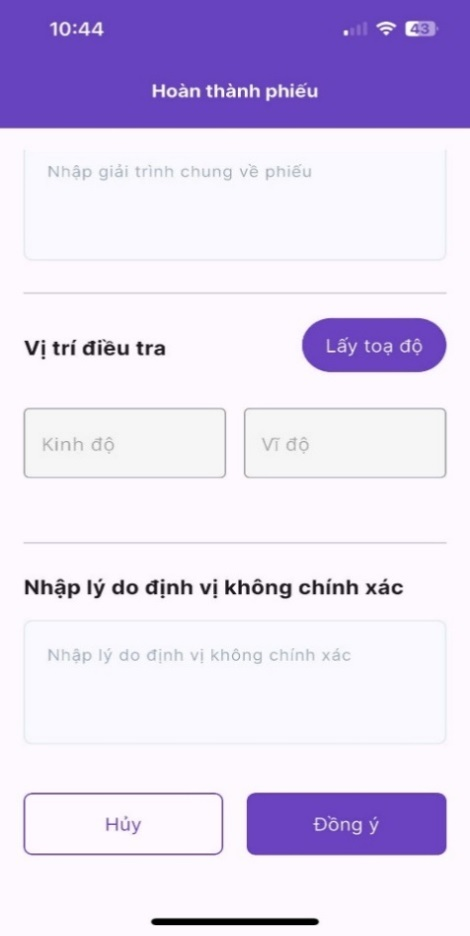 10:44
43
Hoàn thành phiếu
Nhập giải trình chung về phiếu
Vị trí điều tra
Lấy toạ độ
Kinh độ
Vĩ độ
Nhập lý do định vị không chính xác
Nhập lý do định vị không chính xác
Hủy
Đồng ý